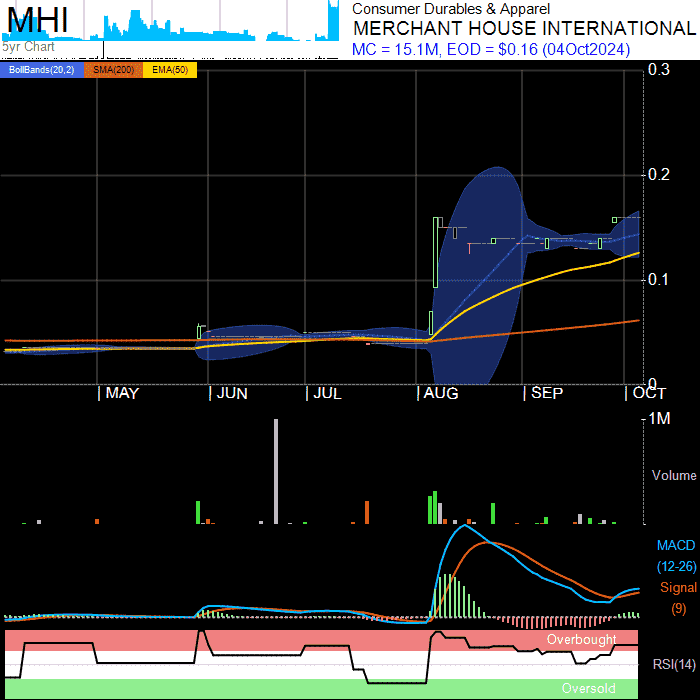 MHI
5yr Chart
Consumer Durables & Apparel
MERCHANT HOUSE INTERNATIONAL
MC = 15.1M, EOD = $0.16 (04Oct2024)
BollBands(20,2) SMA(200) EMA(50)
0.3
0.2
0.1
0
MAY JUN JUL AUG SEP OCT
1M
Volume
MACD
(12-26)
Signal
(9)
Overbought
RSI(14)
Oversold